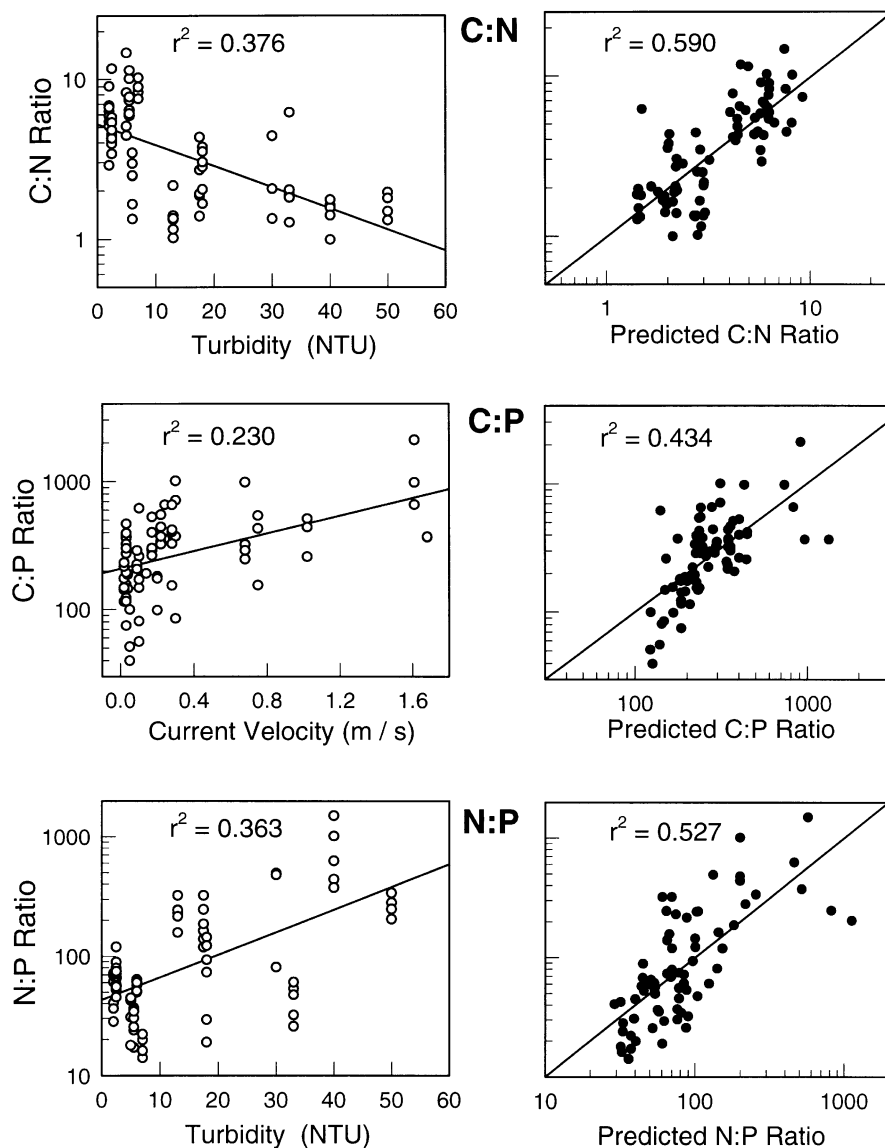 C:N
r² = 0.376
r² = 0.590
C:N Ratio
10
1
0 10 20 30 40 50 60
1 10
Turbidity (NTU)
Predicted C:N Ratio
C:P
r² = 0.230
r² = 0.434
C:P Ratio
1000
100
0.0 0.4 0.8 1.2 1.6
100 1000
Current Velocity (m / s)
Predicted C:P Ratio
N:P
r² = 0.363
r² = 0.527
N:P Ratio
1000
100
10
0 10 20 30 40 50 60
10 100 1000
Turbidity (NTU)
Predicted N:P Ratio